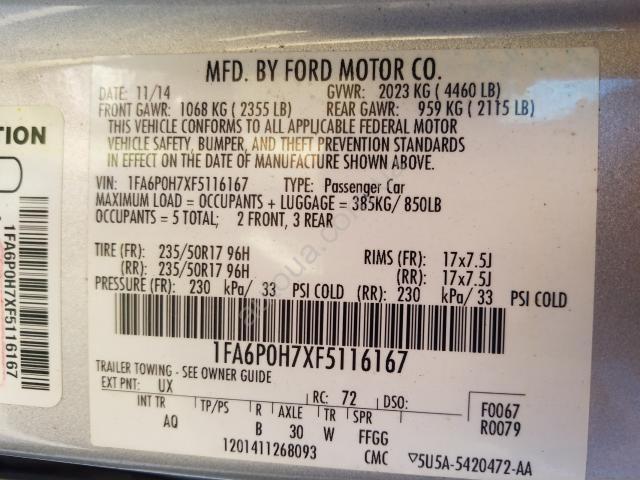 MFD. BY FORD MOTOR CO.
DATE: 11/14 GVWR: 2023 KG ( 4460 LB)
FRONT GAWR: 1068 KG ( 2355 LB) REAR GAWR: 959 KG ( 2115 LB)
THIS VEHICLE CONFORMS TO ALL APPLICABLE FEDERAL MOTOR
VEHICLE SAFETY, BUMPER, AND THEFT PREVENTION STANDARDS
IN EFFECT ON THE DATE OF MANUFACTURE SHOWN ABOVE.
VIN: 1FA6P0H7XF5116167 TYPE: Passenger Car
MAXIMUM LOAD = OCCUPANTS + LUGGAGE = 385KG/ 850LB
OCCUPANTS = 5 TOTAL; 2 FRONT, 3 REAR
TIRE (FR): 235/50R17 96H RIMS (FR): 17x7.5J
(RR): 235/50R17 96H (RR): 17x7.5J
PRESSURE (FR): 230 kPa/ 33 PSI COLD (RR): 230 kPa/ 33 PSI COLD
1FA6P0H7XF5116167
TRAILER TOWING - SEE OWNER GUIDE
EXT PNT: UX RC: 72 DSO:
INT TR TP/PS R AXLE TR SPR F0067
AQ B 30 W FFGG R0079
1201411268093 CMC ▽5U5A-5420472-AA
TION
1FA6P0H7XF5116167